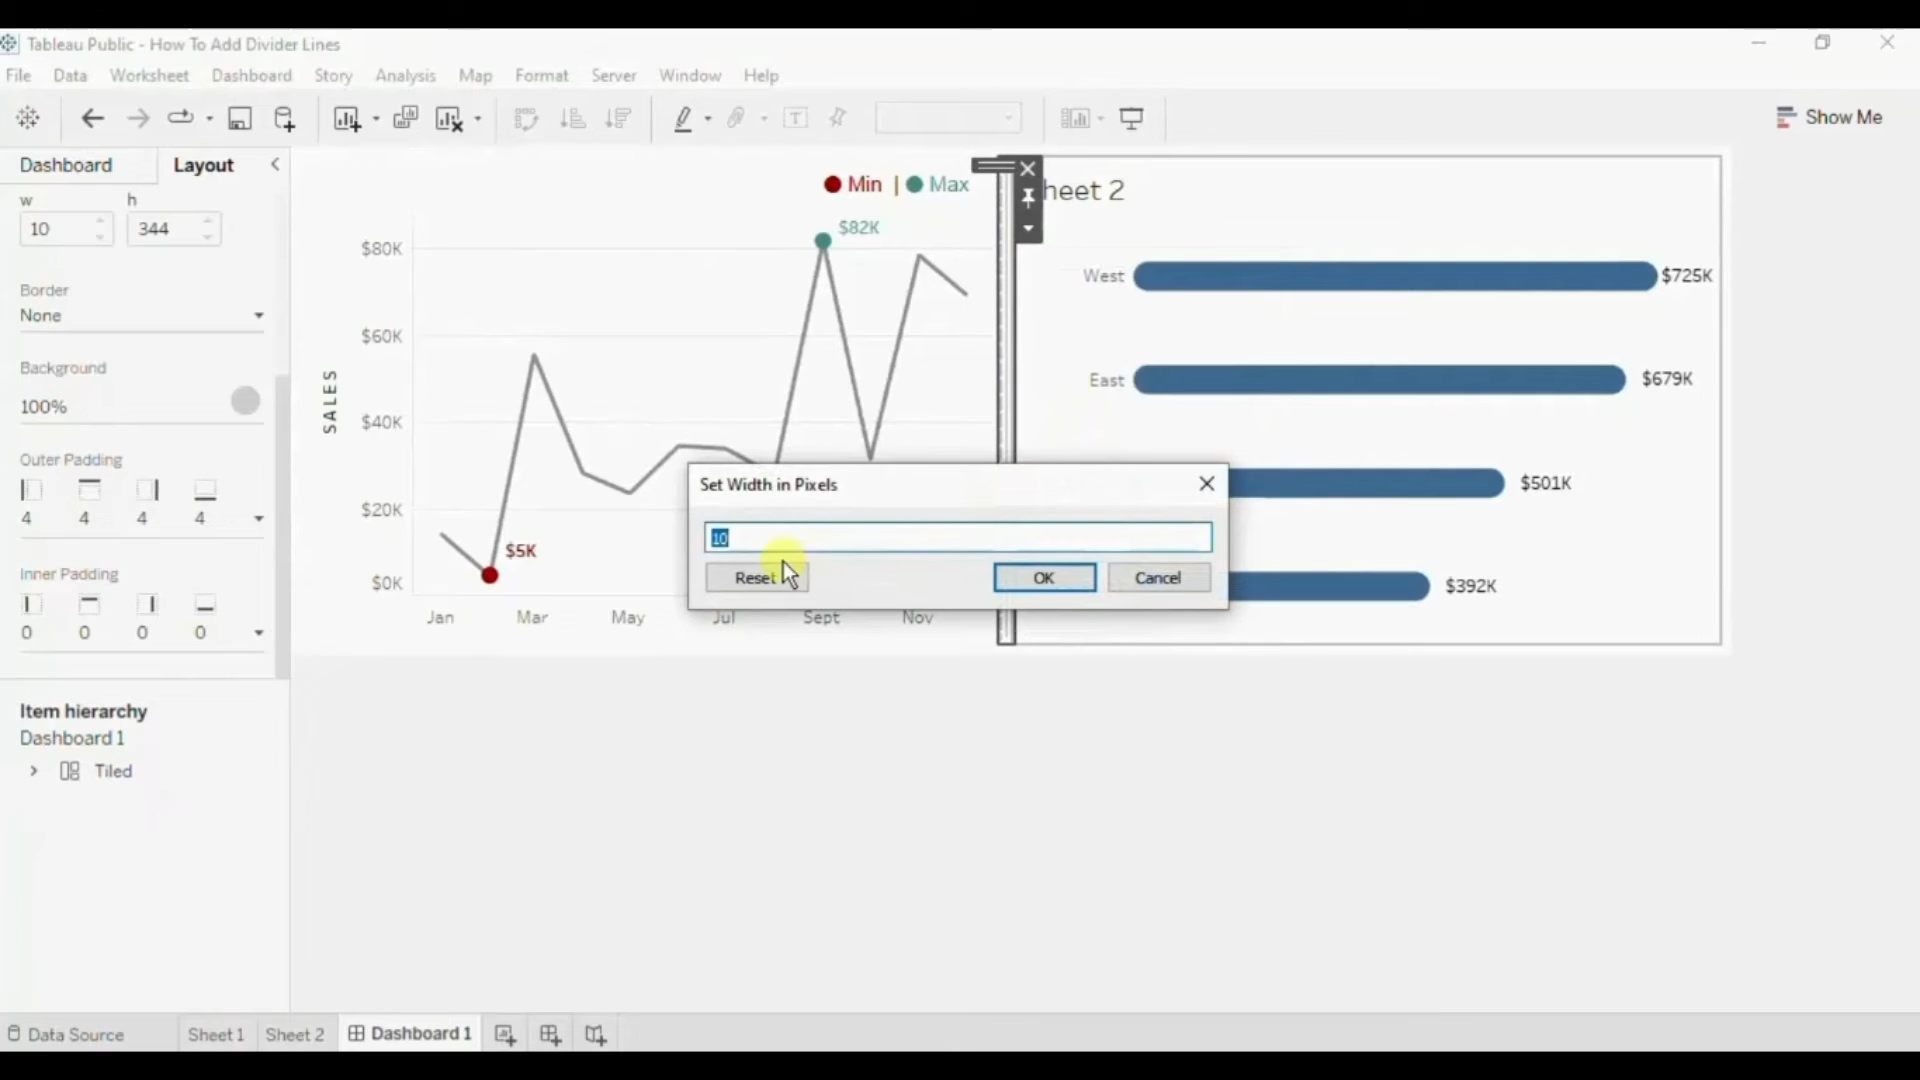 Tableau Public - How To Add Divider Lines
File Data Worksheet Dashboard Story Analysis Map Format Server Window Help
Show Me
Dashboard Layout
w h
10 344
Border
None
Background
100%
Outer Padding
4 4 4 4
Inner Padding
0 0 0 0
Item hierarchy
Dashboard 1
Tiled
Min | Max
$82K
$80K
$60K
$40K
$20K
$0K
SALES
$5K
Jan Mar May Jul Sept Nov
heet 2
West $725K
East $679K
$501K
$392K
Set Width in Pixels
10
Reset OK Cancel
Data Source Sheet 1 Sheet 2 Dashboard 1